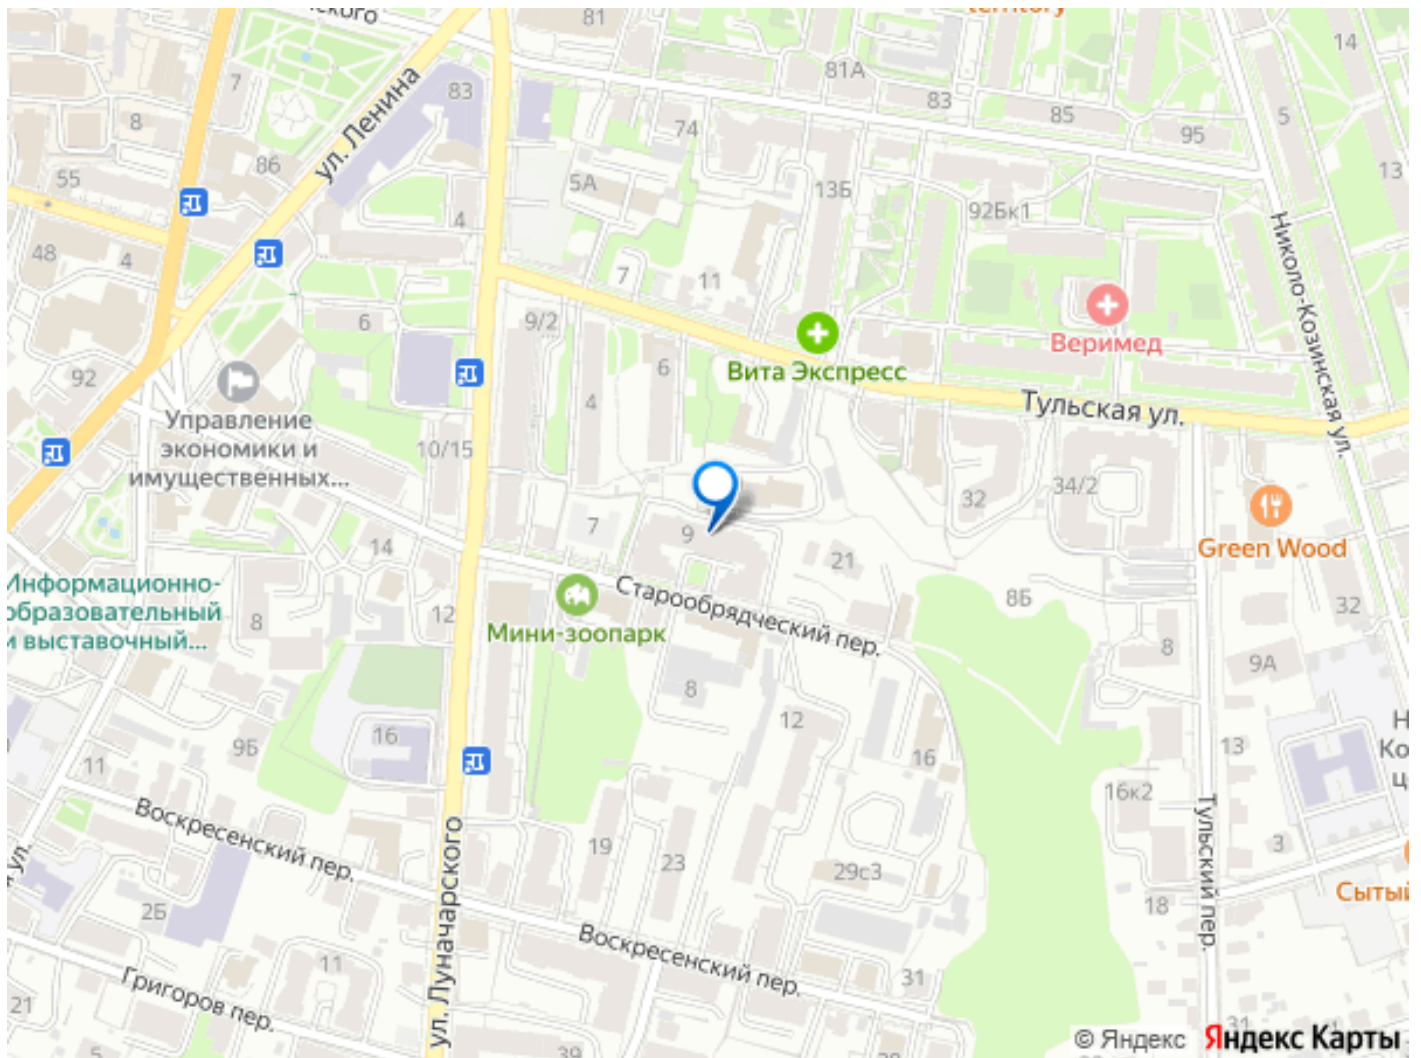 81
territory
14
7
ул. Ленина
83
81А
83
85
95
5
8
74
86
5А
13Б
13
55
92Бк1
4
Николо-Козинская ул.
48
4
7
11
6
9/2
Веримед
92
6
Вита Экспресс
4
Тульская ул.
Управление
экономики и
имущественных...
10/15
34/2
32
9
7
14
21
Green Wood
Информационно-
образовательный
и выставочный...
8
12
Мини-зоопарк
Старообрядческий пер.
8Б
32
8
9А
8
12
16
9Б
11
16
13
16к2
Воскресенский пер.
ул. Луначарского
19
23
29с3
Тульский пер.
3
Сытый
2Б
18
Воскресенский пер.
11
31
Григоров пер.
21
5
39
31
© Яндекс Яндекс Карты